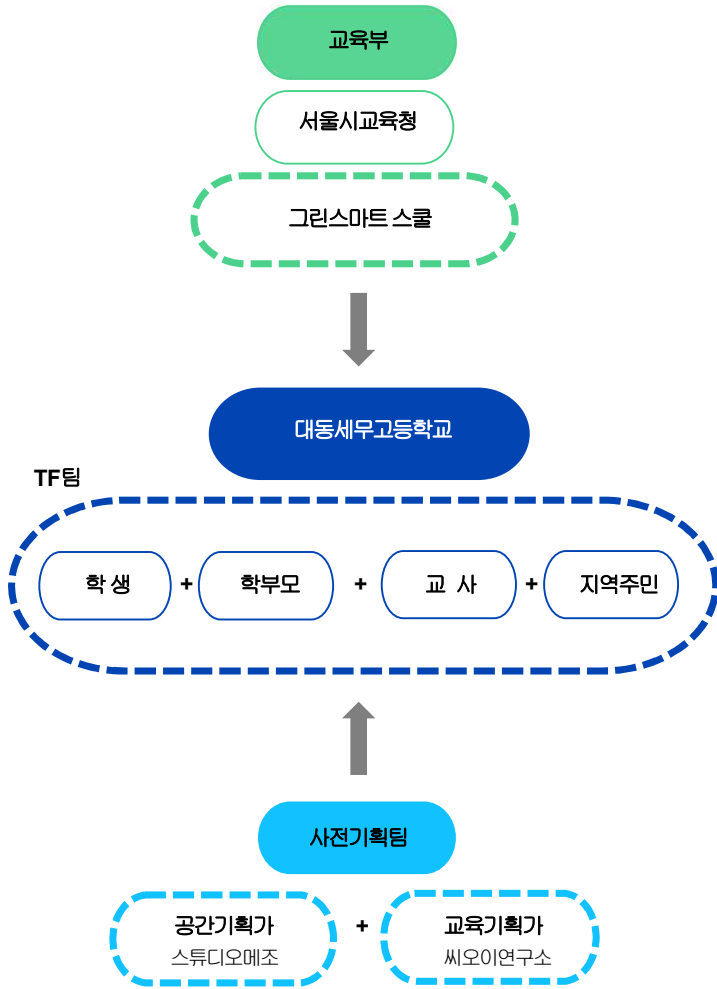 교육부
서울시교육청
그린스마트 스쿨
대동세무고등학교
TF팀
학 생 + 학부모 + 교 사 + 지역주민
사전기획팀
공간기획가 + 교육기획가
스튜디오메조 씨오이연구소